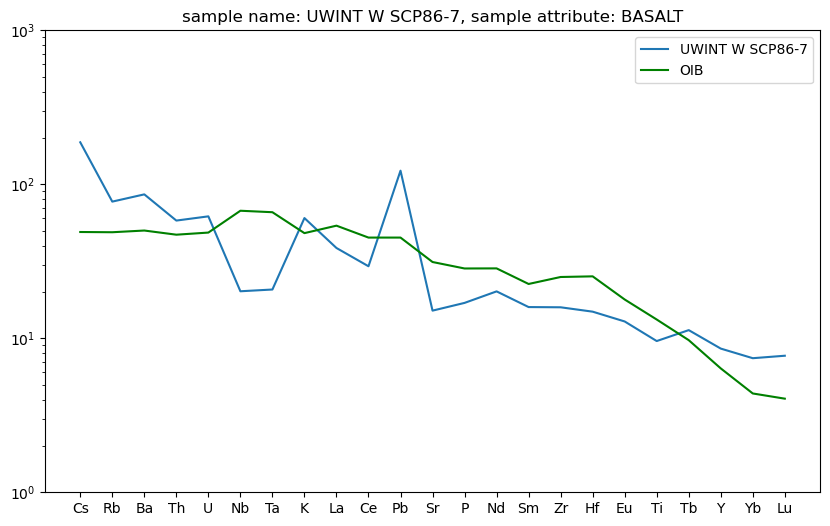 sample name: UWINT W SCP86-7, sample attribute: BASALT
10³
UWINT W SCP86-7
OIB
10²
10¹
10⁰
Cs Rb Ba Th U Nb Ta K La Ce Pb Sr P Nd Sm Zr Hf Eu Ti Tb Y Yb Lu